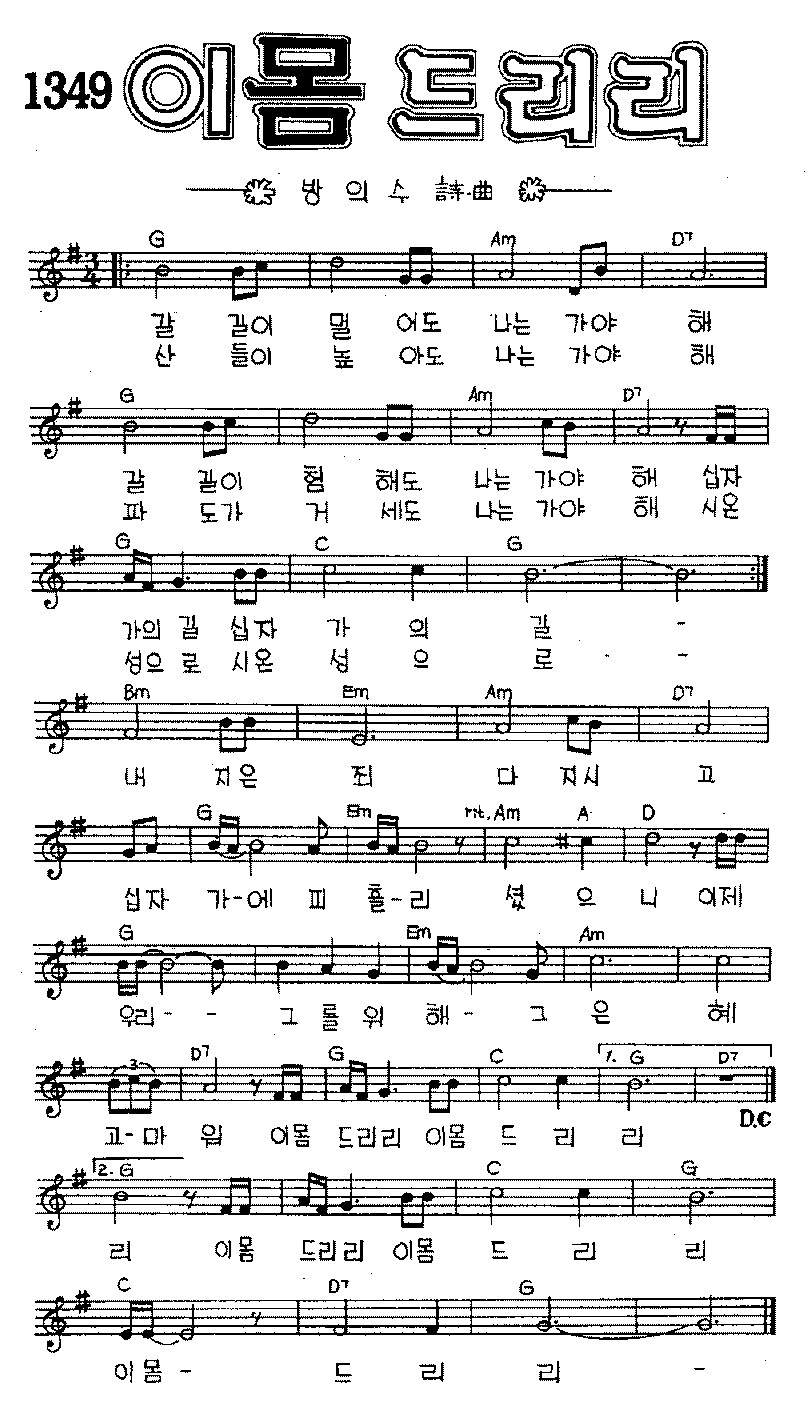 1349 이몸 드리리
방 의 수 詩·曲
G Am D7
갈 길이 멀 어도 나는 가야 해
산 들이 높 아도 나는 가야 해
G Am D7
갈 길이 험 해도 나는 가야 해 십자
파 도가 거 세도 나는 가야 해 시온
G C G
가의 길 십자 가 의 길 -
성으로 시온 성 으 로 - -
Bm Em Am D7
내 지은 죄 다 지시 고
G Em rit. Am A D
십자 가-에 피 흘-리 셨 으 니 이제
G Em Am
우리- - 그 를 위 해- 그 은 혜
3 D7 G C 1. G D7
고-마 워 이몸 드리리 이몸 드 리 리
D.C
2. G C G
리 이몸 드리리 이몸 드 리 리
C D7 G
이몸- 드 리 리 -